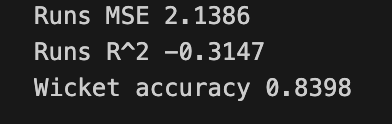 Runs MSE 2.1386
Runs R^2 -0.3147
Wicket accuracy 0.8398